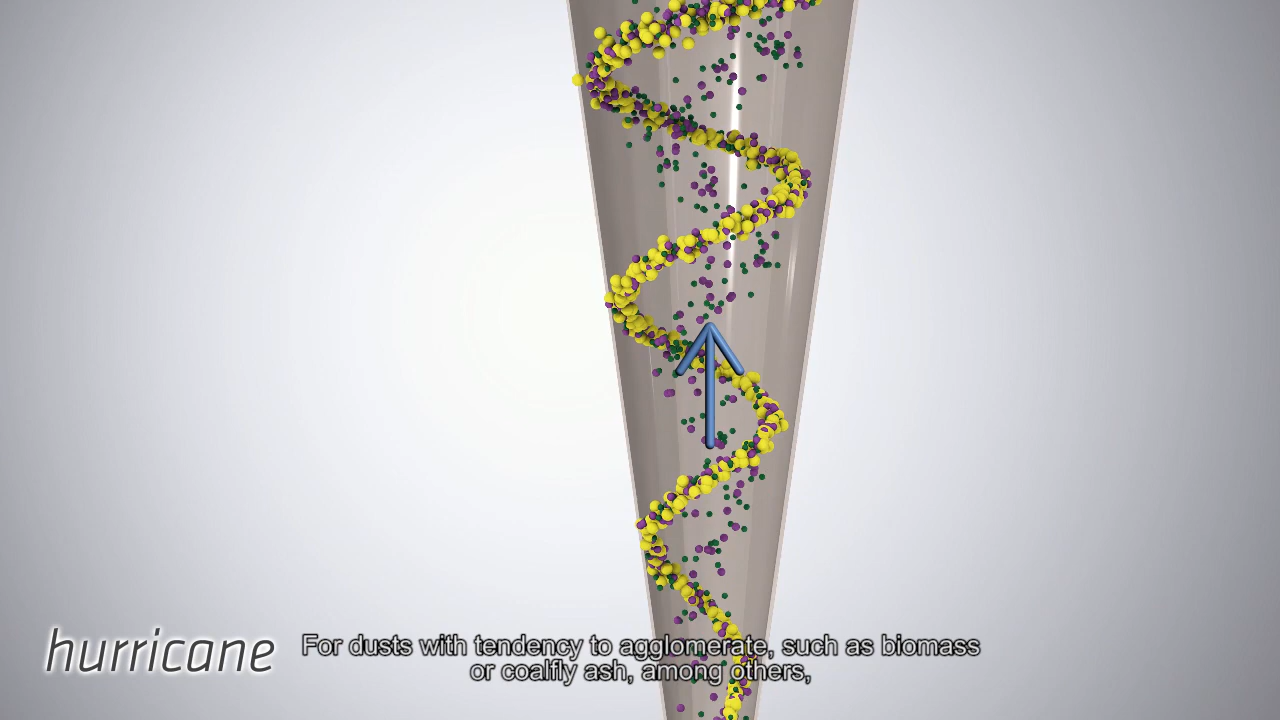 hurricane
For dusts with tendency to agglomerate, such as biomass
or coalfly ash, among others,